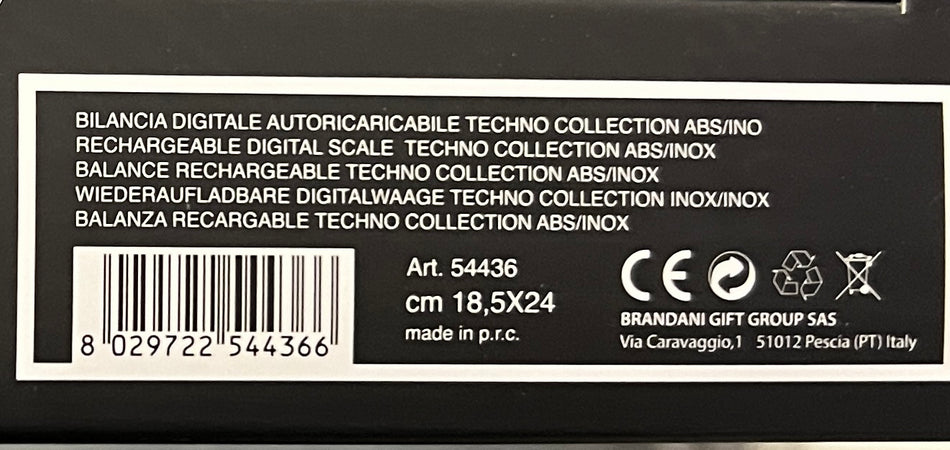 BILANCIA DIGITALE AUTORICARICABILE TECHNO COLLECTION ABS/INO
RECHARGEABLE DIGITAL SCALE TECHNO COLLECTION ABS/INOX
BALANCE RECHARGEABLE TECHNO COLLECTION ABS/INOX
WIEDERAUFLADBARE DIGITALWAAGE TECHNO COLLECTION INOX/INOX
BALANZA RECARGABLE TECHNO COLLECTION ABS/INOX
8 029722 544366
Art. 54436
cm 18,5X24
made in p.r.c.
CE
BRANDANI GIFT GROUP SAS
Via Caravaggio,1 51012 Pescia (PT) Italy